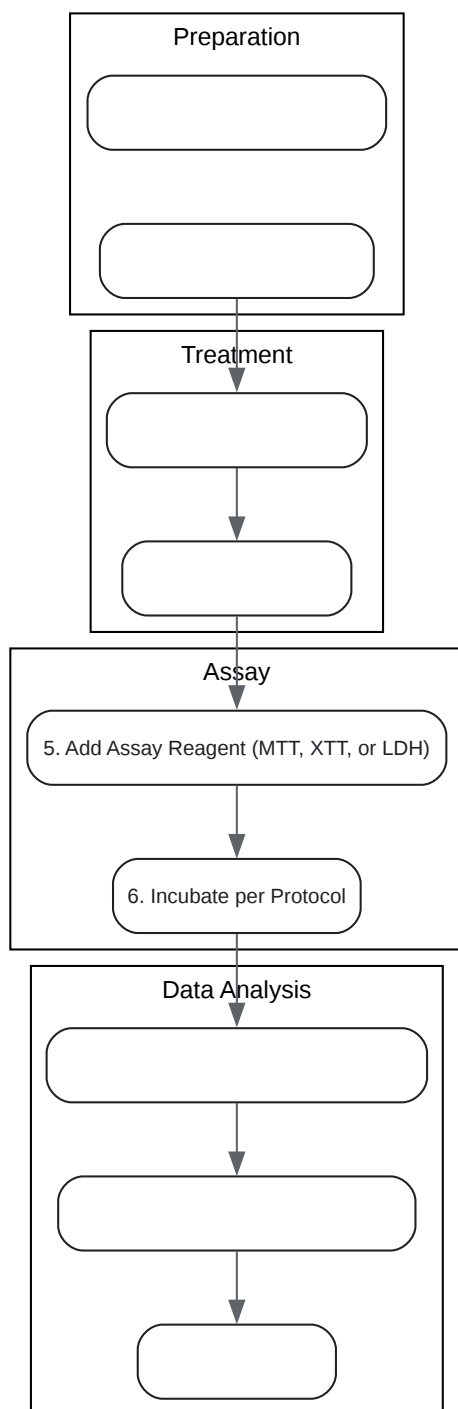 Preparation
Treatment
Assay
5. Add Assay Reagent (MTT, XTT, or LDH)
6. Incubate per Protocol
Data Analysis